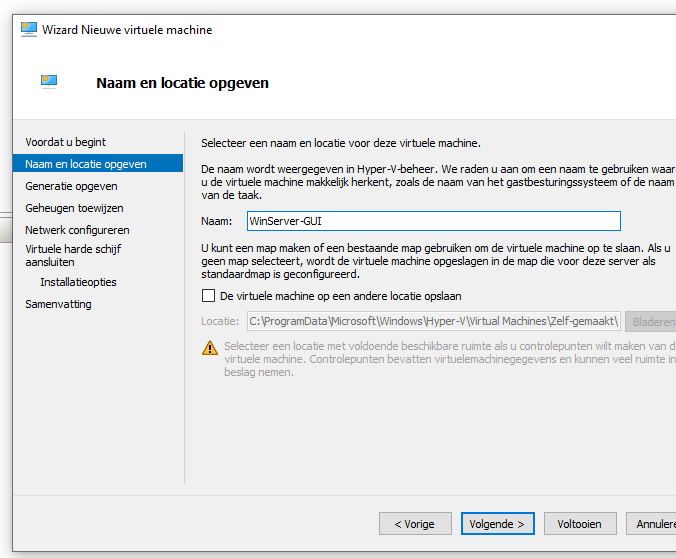 Wizard Nieuwe virtuele machine
Naam en locatie opgeven
Voordat u begint
Naam en locatie opgeven
Generatie opgeven
Geheugen toewijzen
Netwerk configureren
Virtuele harde schijf
aansluiten
Installatieopties
Samenvatting
Selecteer een naam en locatie voor deze virtuele machine.
De naam wordt weergegeven in Hyper-V-beheer. We raden u aan om een naam te gebruiken waar
u de virtuele machine makkelijk herkent, zoals de naam van het gastbesturingssysteem of de naam
van de taak.
Naam: WinServer-GUI
U kunt een map maken of een bestaande map gebruiken om de virtuele machine op te slaan. Als u
geen map selecteert, wordt de virtuele machine opgeslagen in de map die voor deze server als
standaardmap is geconfigureerd.
De virtuele machine op een andere locatie opslaan
Locatie: C:\ProgramData\Microsoft\Windows\Hyper-V\Virtual Machines\Zelf-gemaakt\ Bladeren
Selecteer een locatie met voldoende beschikbare ruimte als u controlepunten wilt maken van d
virtuele machine. Controlepunten bevatten virtuelemachinegegevens en kunnen veel ruimte in
beslag nemen.
< Vorige Volgende > Voltooien Annulere